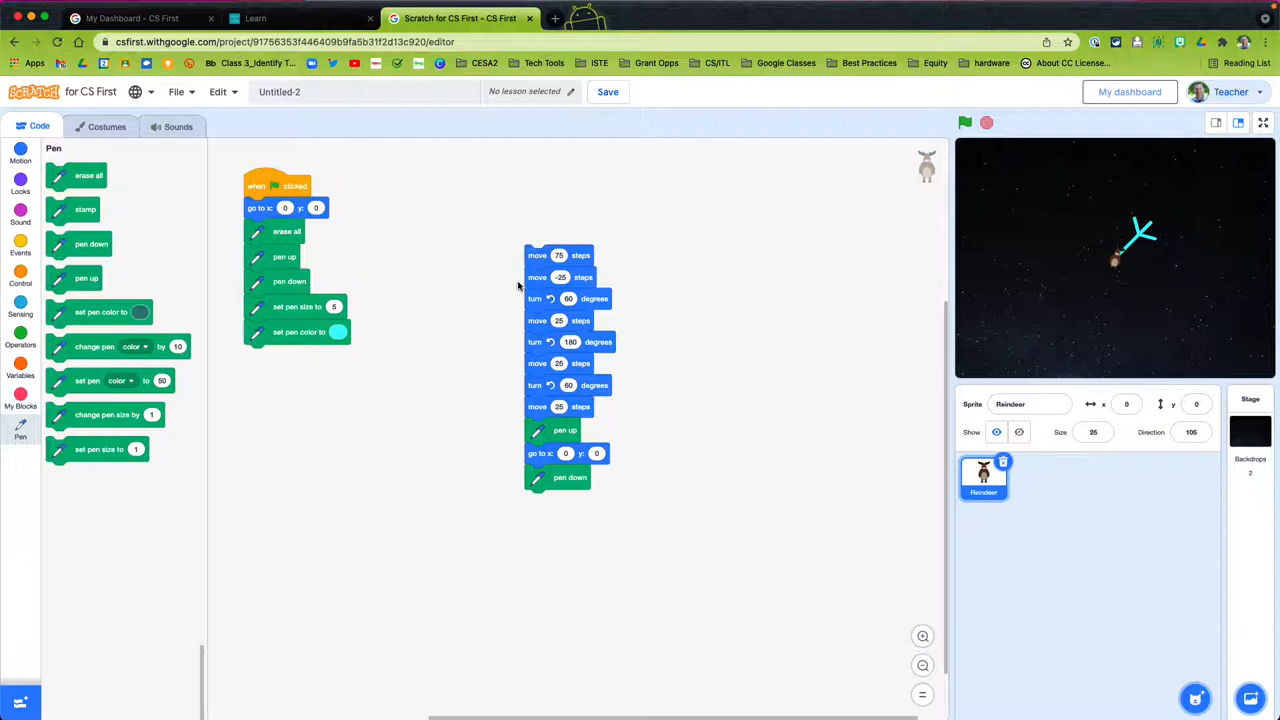 My Dashboard - CS First
Learn
Scratch for CS First - CS First
csfirst.withgoogle.com/project/91756353f446409b9fa5b31f2d13c920/editor
Apps
Bb Class 3_Identify T...
CESA2
Tech Tools
ISTE
Grant Opps
CS/ITL
Google Classes
Best Practices
Equity
hardware
About CC License...
Reading List
SCRATCH for CS First
File
Edit
Untitled-2
No lesson selected
Save
My dashboard
Teacher
Code
Costumes
Sounds
Motion
Looks
Sound
Events
Control
Sensing
Operators
Variables
My Blocks
Pen
Pen
erase all
stamp
pen down
pen up
set pen color to
change pen color by 10
set pen color to 50
change pen size by 1
set pen size to 1
when clicked
go to x: 0 y: 0
erase all
pen up
pen down
set pen size to 5
set pen color to
move 75 steps
move -25 steps
turn 60 degrees
move 25 steps
turn 180 degrees
move 25 steps
turn 60 degrees
move 25 steps
pen up
go to x: 0 y: 0
pen down
Sprite Reindeer x 0 y 0
Show Size 25 Direction 105
Reindeer
Stage
Backdrops
2